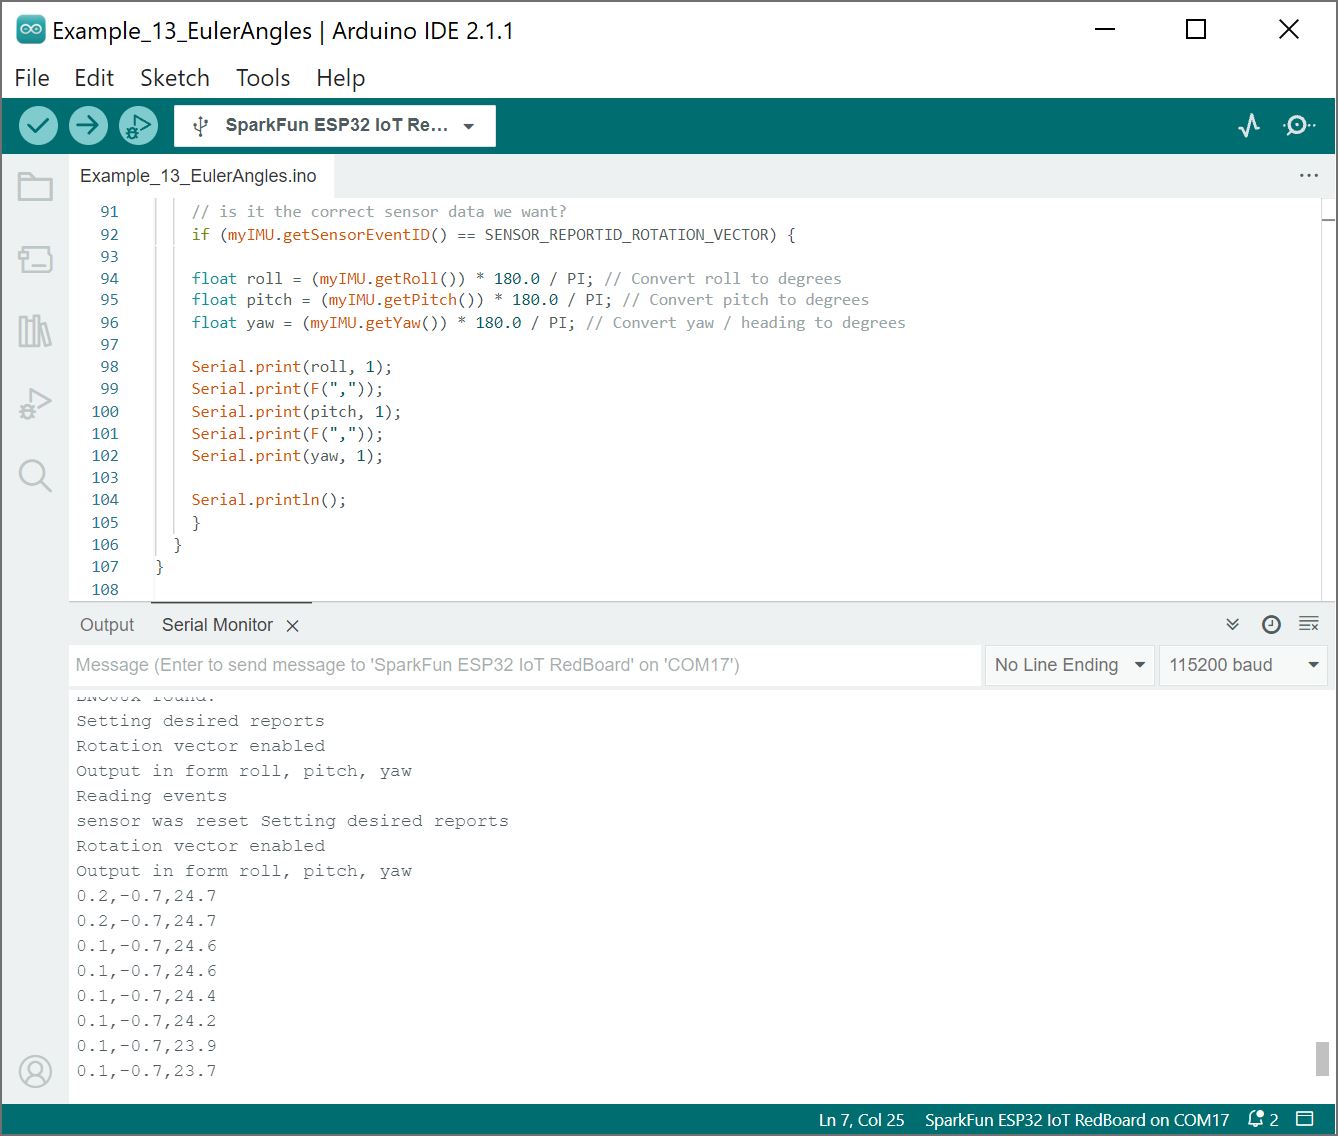 Example_13_EulerAngles | Arduino IDE 2.1.1
File Edit Sketch Tools Help
SparkFun ESP32 IoT Re...
Example_13_EulerAngles.ino
91 // is it the correct sensor data we want?
92 if (myIMU.getSensorEventID() == SENSOR_REPORTID_ROTATION_VECTOR) {
93
94 float roll = (myIMU.getRoll()) * 180.0 / PI; // Convert roll to degrees
95 float pitch = (myIMU.getPitch()) * 180.0 / PI; // Convert pitch to degrees
96 float yaw = (myIMU.getYaw()) * 180.0 / PI; // Convert yaw / heading to degrees
97
98 Serial.print(roll, 1);
99 Serial.print(F(","));
100 Serial.print(pitch, 1);
101 Serial.print(F(","));
102 Serial.print(yaw, 1);
103
104 Serial.println();
105 }
106 }
107 }
108
Output Serial Monitor
Message (Enter to send message to 'SparkFun ESP32 IoT RedBoard' on 'COM17')
No Line Ending 115200 baud
Setting desired reports
Rotation vector enabled
Output in form roll, pitch, yaw
Reading events
sensor was reset Setting desired reports
Rotation vector enabled
Output in form roll, pitch, yaw
0.2,-0.7,24.7
0.2,-0.7,24.7
0.1,-0.7,24.6
0.1,-0.7,24.6
0.1,-0.7,24.4
0.1,-0.7,24.2
0.1,-0.7,23.9
0.1,-0.7,23.7
Ln 7, Col 25 SparkFun ESP32 IoT RedBoard on COM17 2